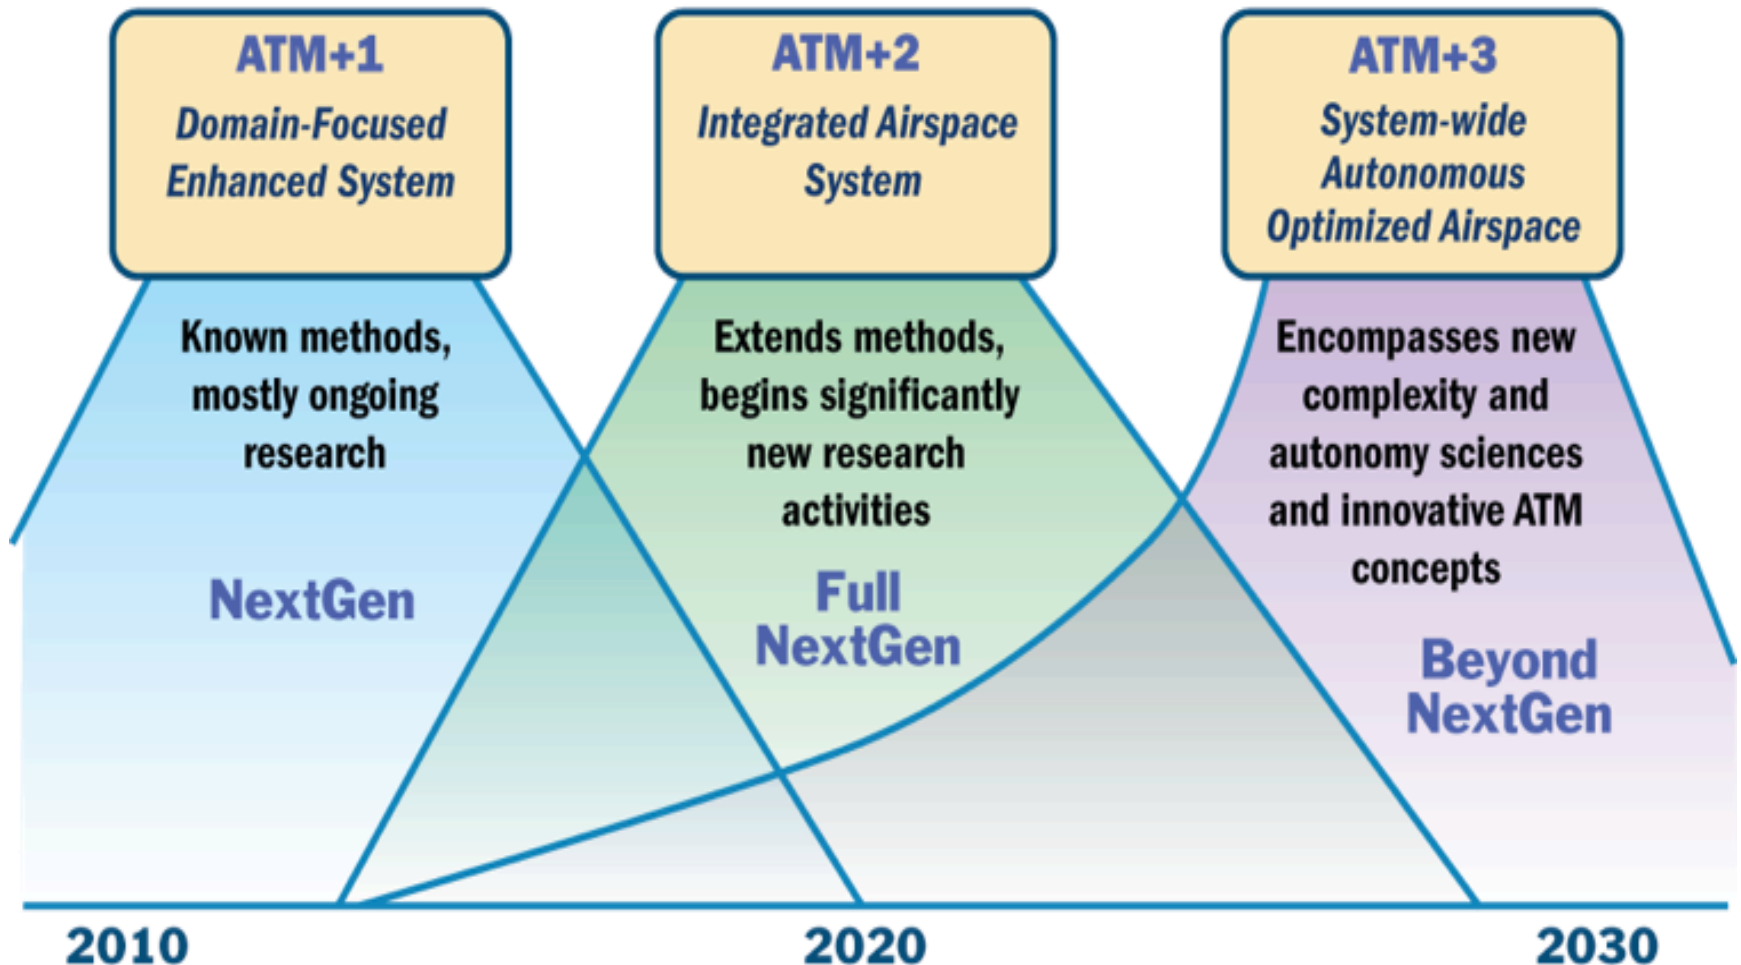 ATM+1
Domain-Focused
Enhanced System
Known methods,
mostly ongoing
research
NextGen
ATM+2
Integrated Airspace
System
Extends methods,
begins significantly
new research
activities
Full
NextGen
ATM+3
System-wide
Autonomous
Optimized Airspace
Encompasses new
complexity and
autonomy sciences
and innovative ATM
concepts
Beyond
NextGen
2010
2020
2030